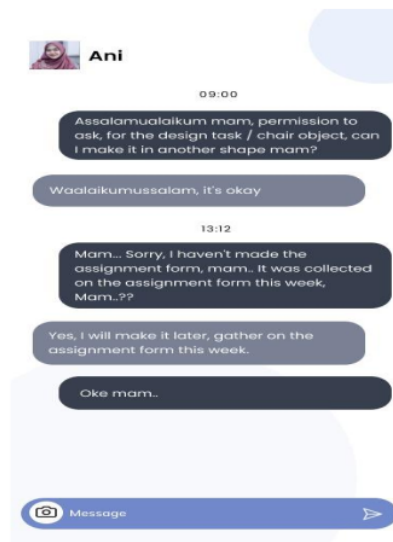 Ani
09:00
Assalamualaikum mam, permission to
ask, for the design task / chair object, can
I make it in another shape mam?
Waalaikumussalam, it's okay
13:12
Mam... Sorry, I haven't made the
assignment form, mam.. It was collected
on the assignment form this week,
Mam..??
Yes, I will make it later, gather on the
assignment form this week.
Oke mam..
Message